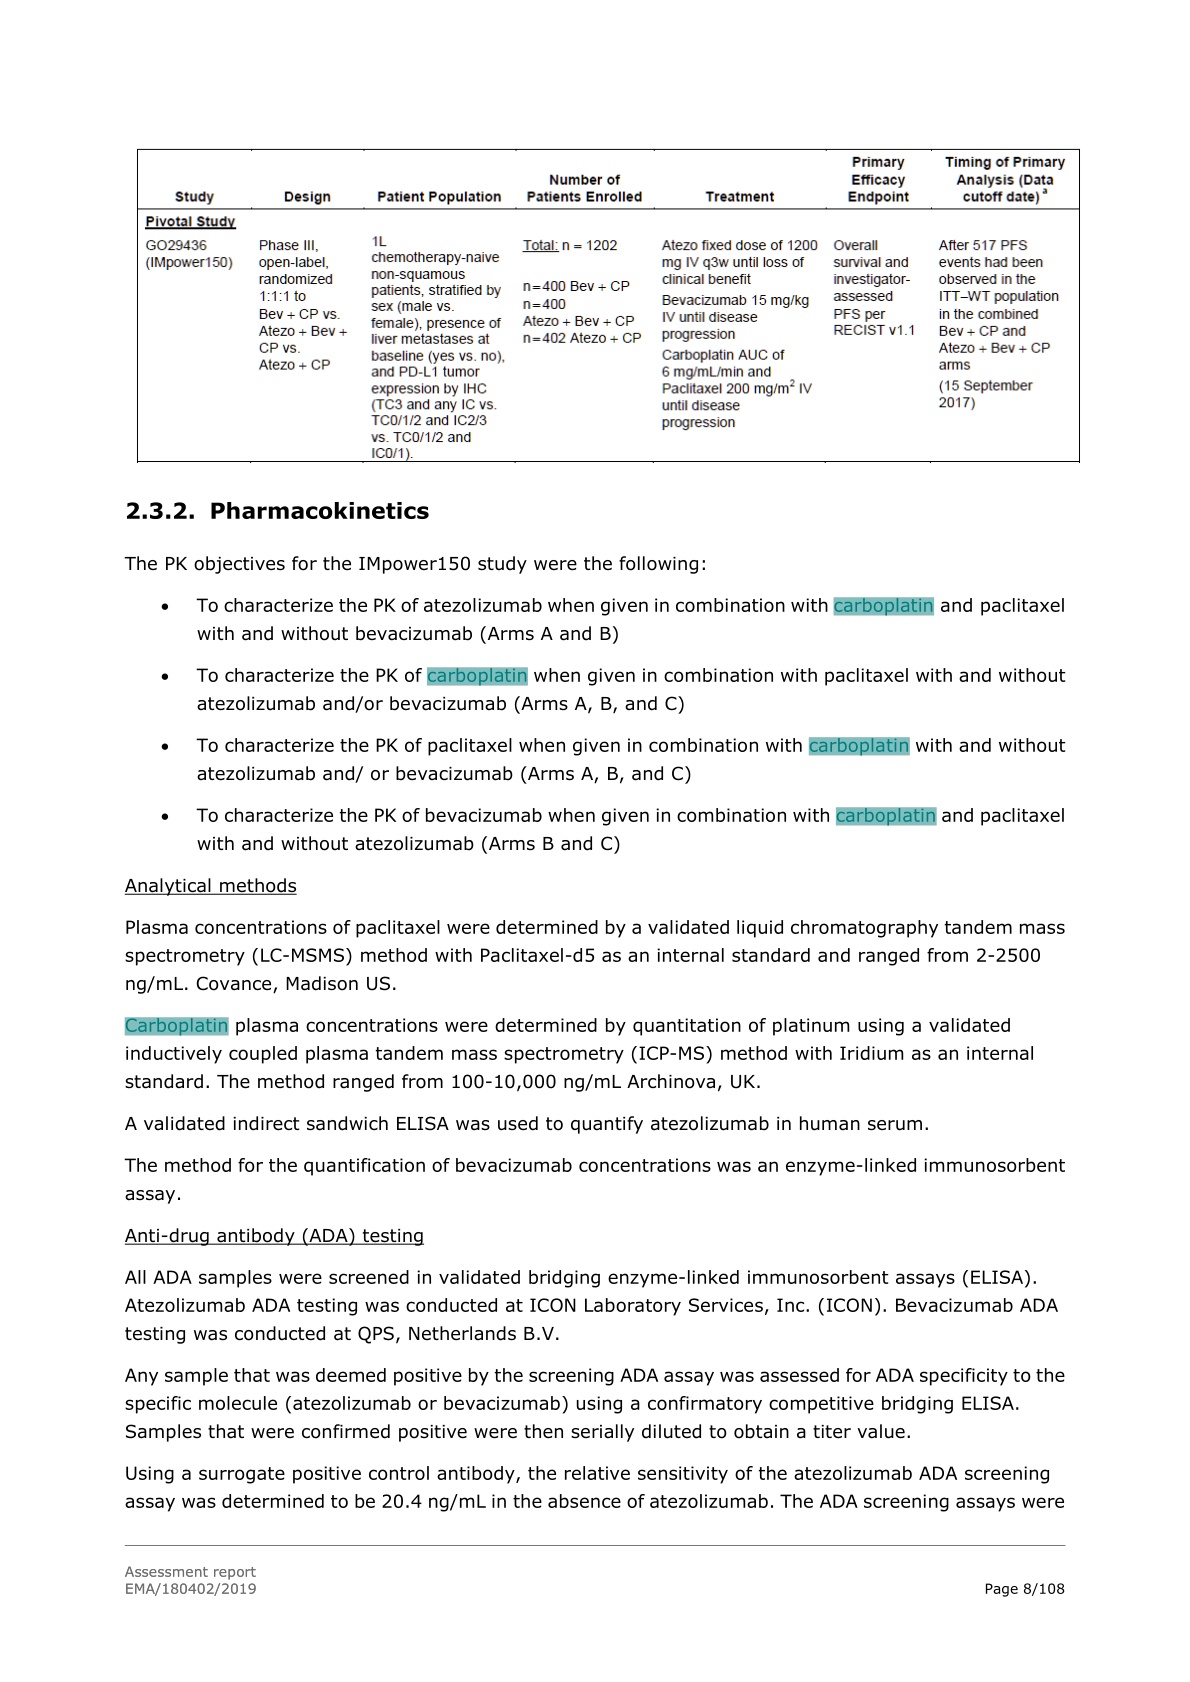 Study
Design
Patient Population
Number of
Patients Enrolled
Treatment
Primary
Efficacy
Endpoint
Timing of Primary
Analysis (Data
cutoff date) a
Pivotal Study
GO29436
(IMpower150)
Phase III,
open-label,
randomized
1:1:1 to
Bev + CP vs.
Atezo + Bev +
CP vs.
Atezo + CP
1L
chemotherapy-naive
non-squamous
patients, stratified by
sex (male vs.
female), presence of
liver metastases at
baseline (yes vs. no),
and PD-L1 tumor
expression by IHC
(TC3 and any IC vs.
TC0/1/2 and IC2/3
vs. TC0/1/2 and
IC0/1).
Total: n = 1202
n=400 Bev + CP
n=400
Atezo + Bev + CP
n=402 Atezo + CP
Atezo fixed dose of 1200
mg IV q3w until loss of
clinical benefit
Bevacizumab 15 mg/kg
IV until disease
progression
Carboplatin AUC of
6 mg/mL/min and
Paclitaxel 200 mg/m2 IV
until disease
progression
Overall
survival and
investigator-
assessed
PFS per
RECIST v1.1
After 517 PFS
events had been
observed in the
ITT–WT population
in the combined
Bev + CP and
Atezo + Bev + CP
arms
(15 September
2017)
2.3.2. Pharmacokinetics
The PK objectives for the IMpower150 study were the following:
• To characterize the PK of atezolizumab when given in combination with carboplatin and paclitaxel
with and without bevacizumab (Arms A and B)
• To characterize the PK of carboplatin when given in combination with paclitaxel with and without
atezolizumab and/or bevacizumab (Arms A, B, and C)
• To characterize the PK of paclitaxel when given in combination with carboplatin with and without
atezolizumab and/ or bevacizumab (Arms A, B, and C)
• To characterize the PK of bevacizumab when given in combination with carboplatin and paclitaxel
with and without atezolizumab (Arms B and C)
Analytical methods
Plasma concentrations of paclitaxel were determined by a validated liquid chromatography tandem mass
spectrometry (LC-MSMS) method with Paclitaxel-d5 as an internal standard and ranged from 2-2500
ng/mL. Covance, Madison US.
Carboplatin plasma concentrations were determined by quantitation of platinum using a validated
inductively coupled plasma tandem mass spectrometry (ICP-MS) method with Iridium as an internal
standard. The method ranged from 100-10,000 ng/mL Archinova, UK.
A validated indirect sandwich ELISA was used to quantify atezolizumab in human serum.
The method for the quantification of bevacizumab concentrations was an enzyme-linked immunosorbent
assay.
Anti-drug antibody (ADA) testing
All ADA samples were screened in validated bridging enzyme-linked immunosorbent assays (ELISA).
Atezolizumab ADA testing was conducted at ICON Laboratory Services, Inc. (ICON). Bevacizumab ADA
testing was conducted at QPS, Netherlands B.V.
Any sample that was deemed positive by the screening ADA assay was assessed for ADA specificity to the
specific molecule (atezolizumab or bevacizumab) using a confirmatory competitive bridging ELISA.
Samples that were confirmed positive were then serially diluted to obtain a titer value.
Using a surrogate positive control antibody, the relative sensitivity of the atezolizumab ADA screening
assay was determined to be 20.4 ng/mL in the absence of atezolizumab. The ADA screening assays were
Assessment report
EMA/180402/2019
Page 8/108